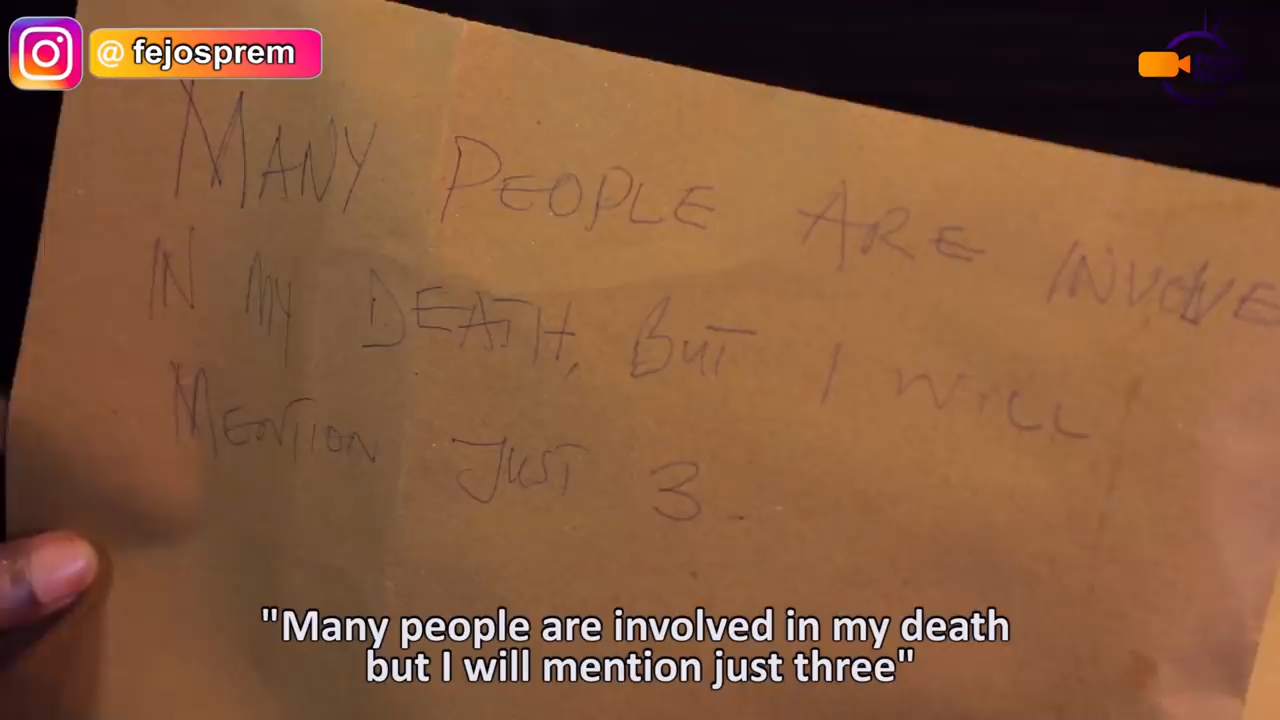 @ fejosprem
MANY PEOPLE ARE INVOLVE
IN MY DEATH, BUT I WILL
MENTION JUST 3.
"Many people are involved in my death
but I will mention just three"